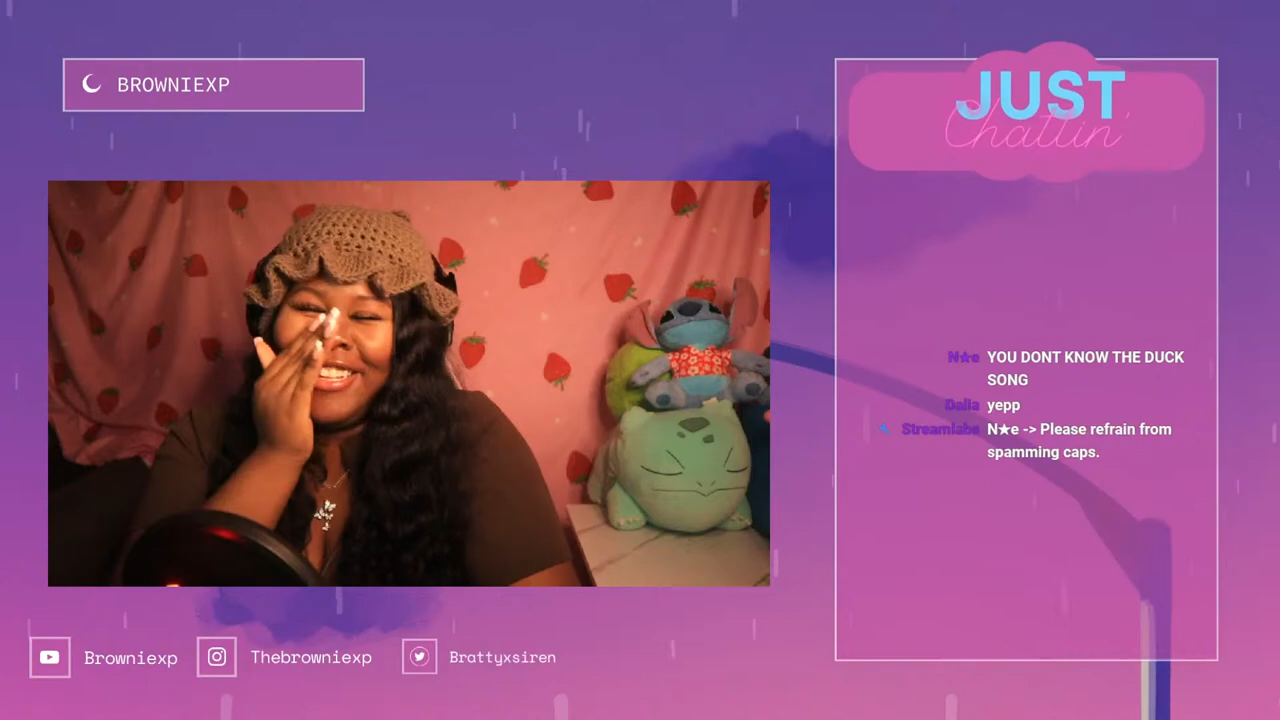 BROWNIEXP
JUST
Chattin'
N★e YOU DONT KNOW THE DUCK
SONG
Dalia yepp
Streamlabs N★e -> Please refrain from
spamming caps.
Browniexp Thebrowniexp Brattyxsiren